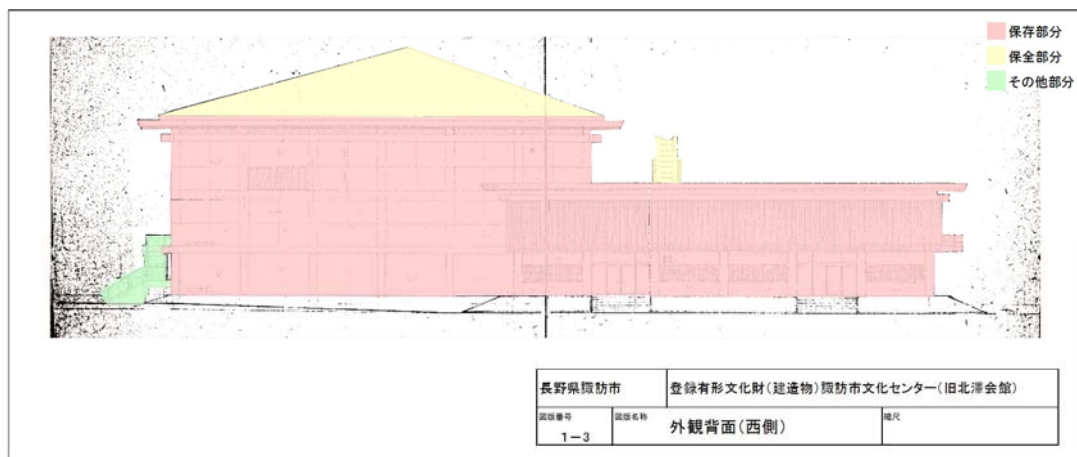 保存部分
保全部分
その他部分
長野県諏訪市
登録有形文化財(建造物)諏訪市文化センター(旧北澤会館)
図版番号
1-3
図版名称
外観背面(西側)
縮尺